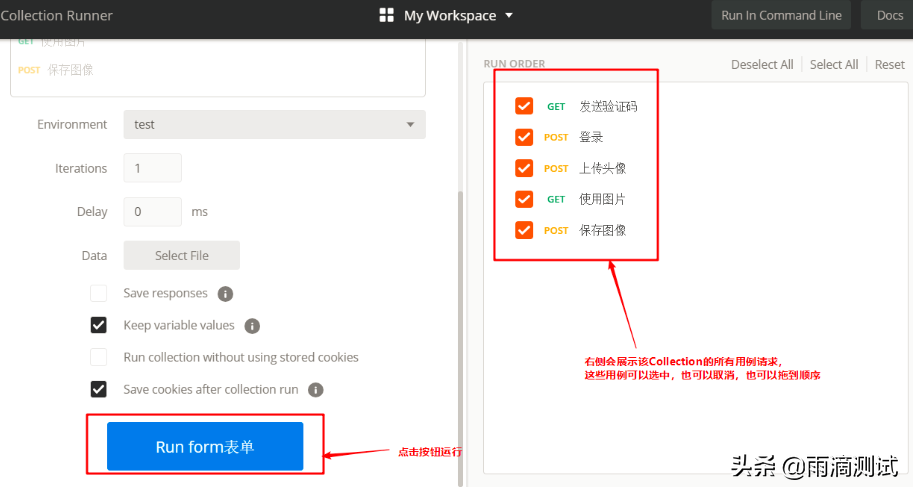 Collection Runner
My Workspace
Run In Command Line
Docs
GET 使用图片
POST 保存图像
Environment
test
Iterations
1
Delay
0
ms
Data
Select File
Save responses
Keep variable values
Run collection without using stored cookies
Save cookies after collection run
Run form表单
点击按钮运行
RUN ORDER
Deselect All
Select All
Reset
GET 发送验证码
POST 登录
POST 上传头像
GET 使用图片
POST 保存图像
右侧会展示该Collection的所有用例请求，
这些用例可以选中，也可以取消，也可以拖到顺序
头条 @雨滴测试